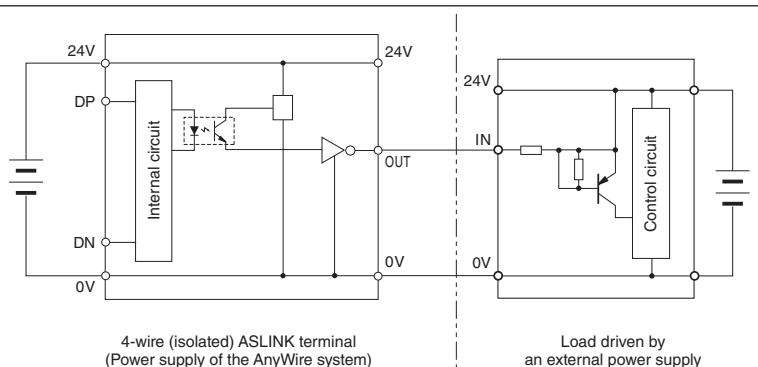 24V
24V
DP
Internal circuit
OUT
DN
0V
0V
24V
IN
Control circuit
0V
4-wire (isolated) ASLINK terminal
(Power supply of the AnyWire system)
Load driven by
an external power supply